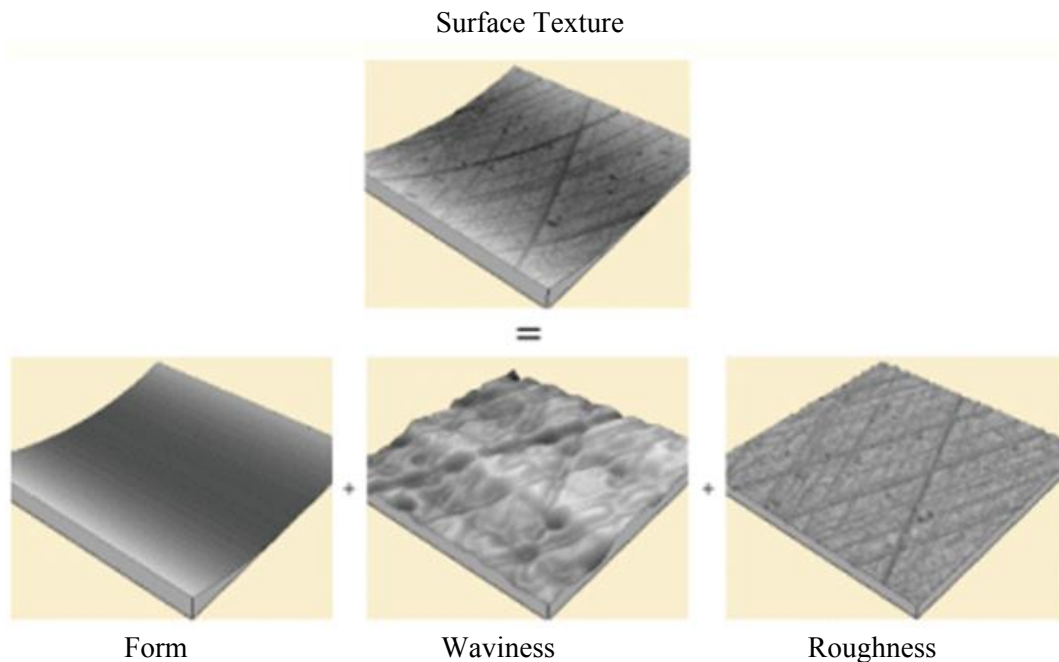 Surface Texture
=
+
+
Form
Waviness
Roughness